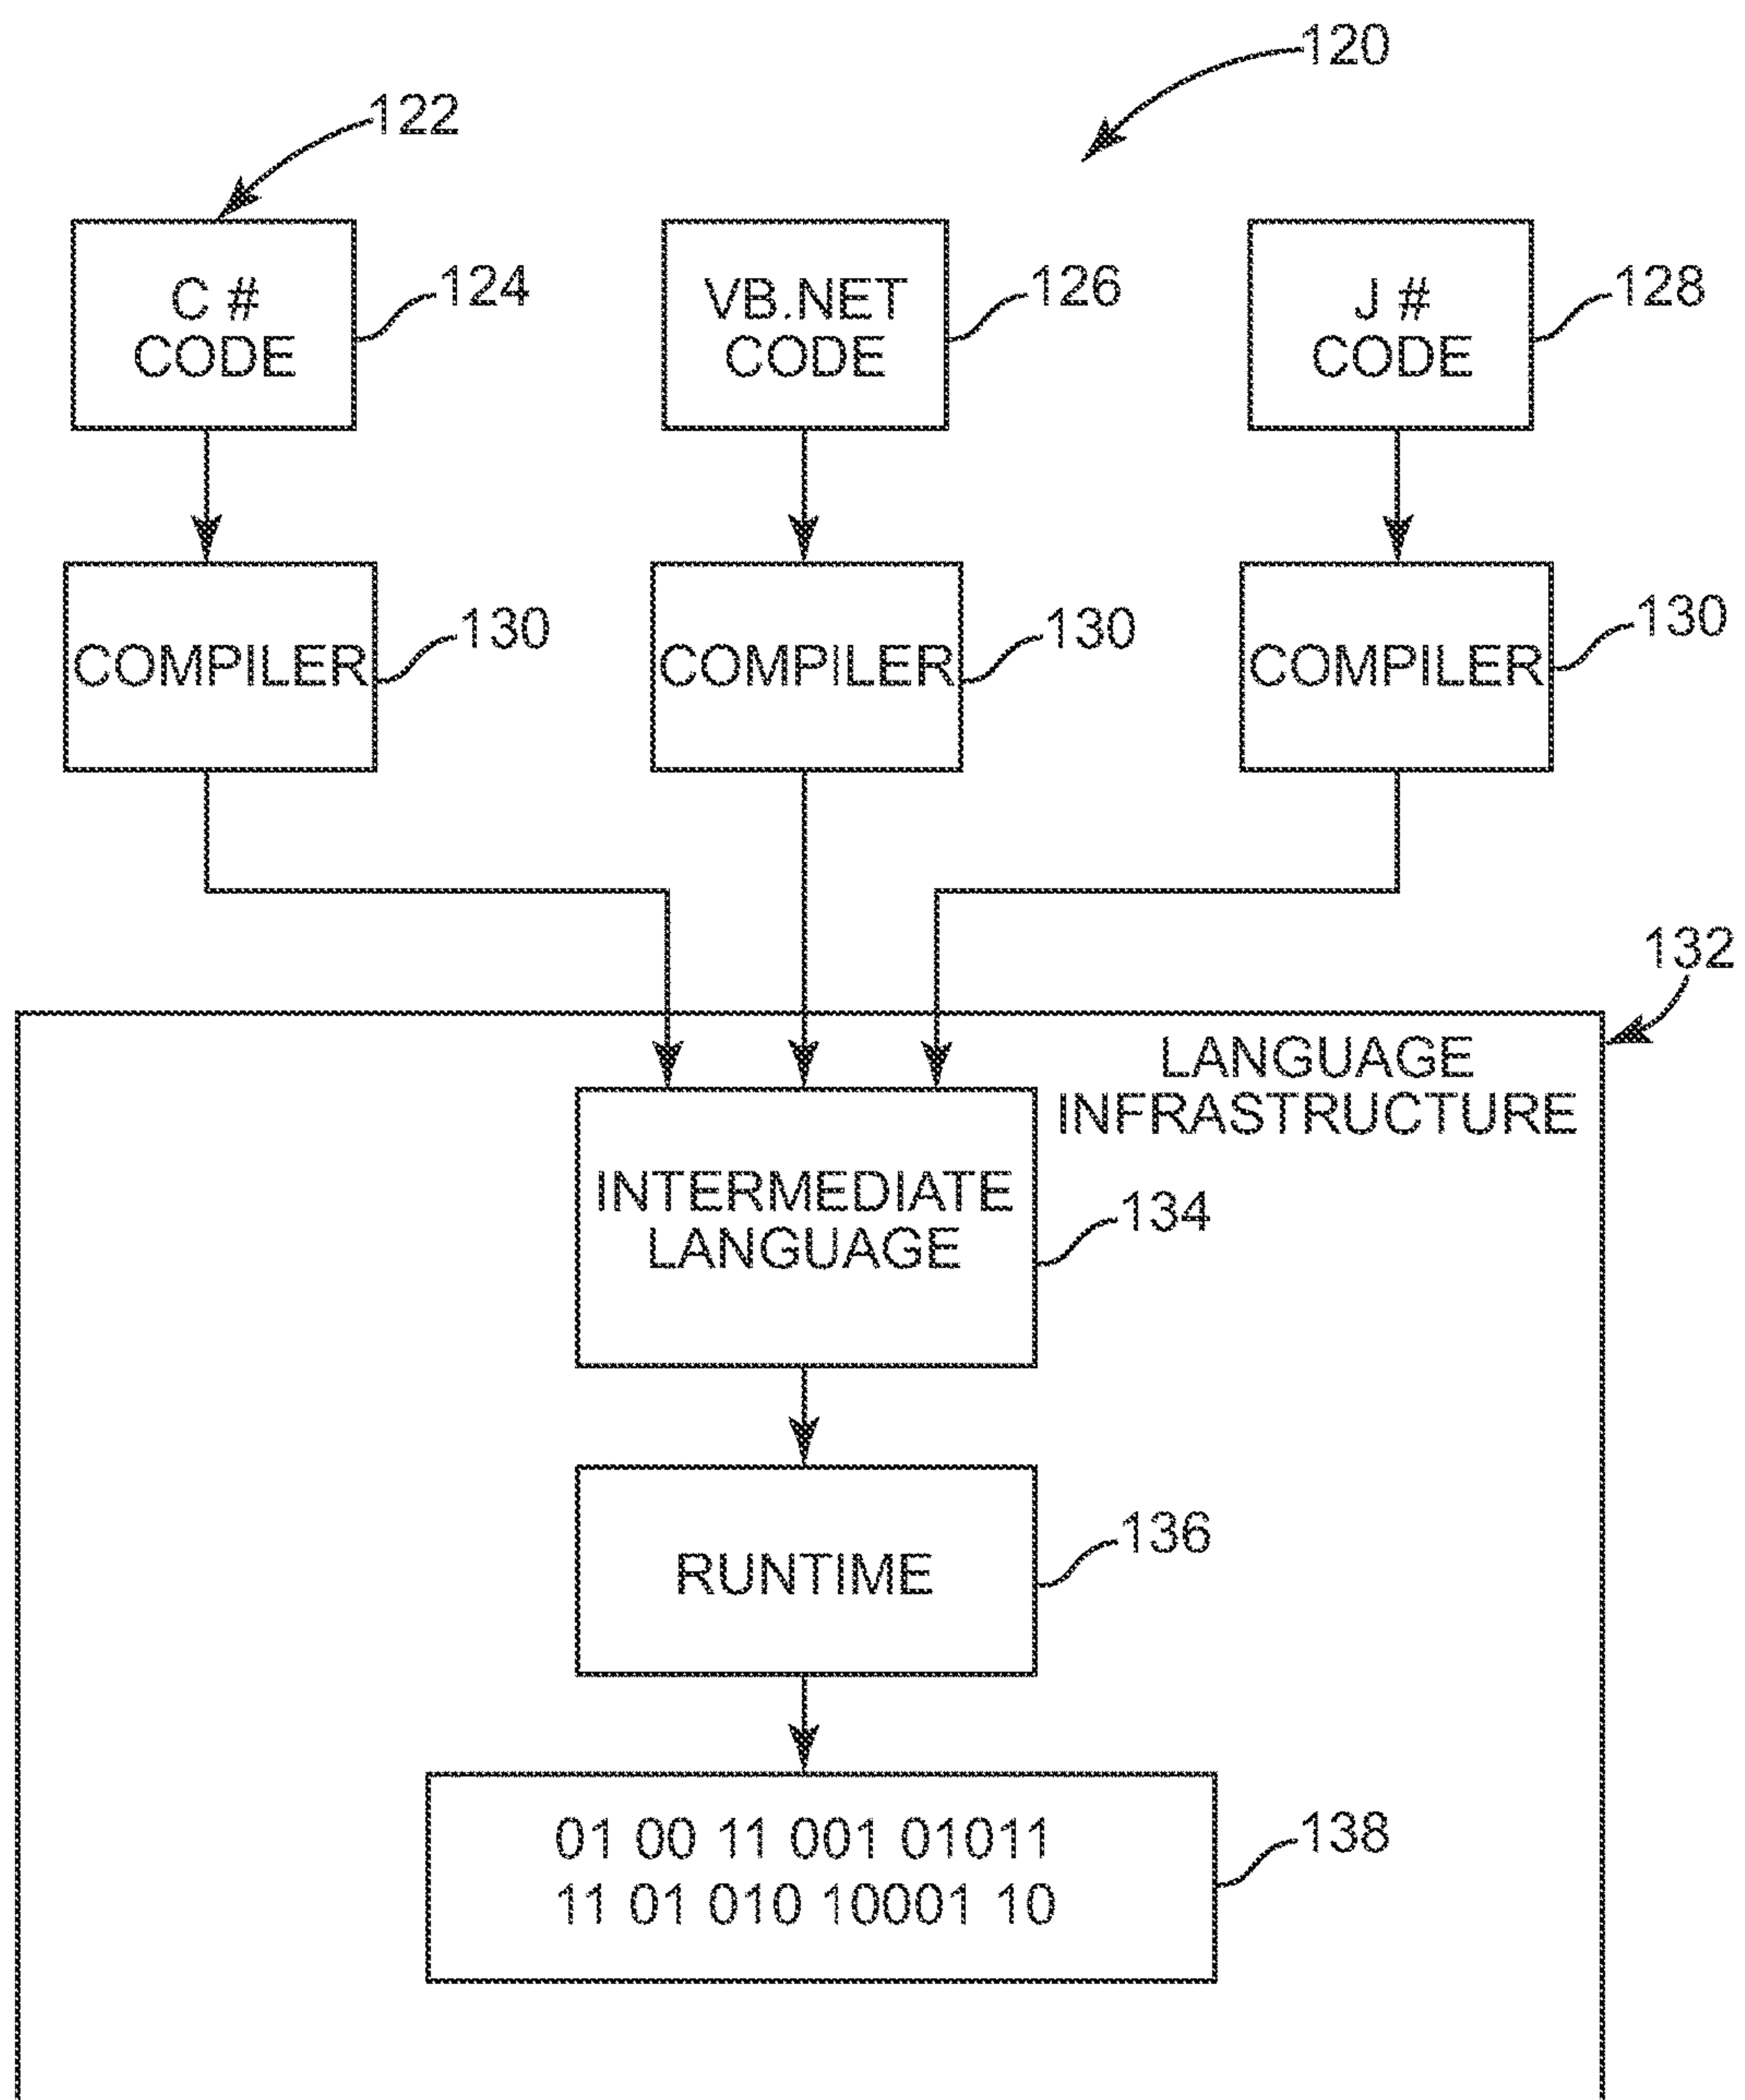 120
122
C #
CODE
124
VB.NET
CODE
126
J #
CODE
128
COMPILER
130
COMPILER
130
COMPILER
130
132
LANGUAGE
INFRASTRUCTURE
INTERMEDIATE
LANGUAGE
134
RUNTIME
136
01 00 11 001 01011
11 01 010 10001 10
138